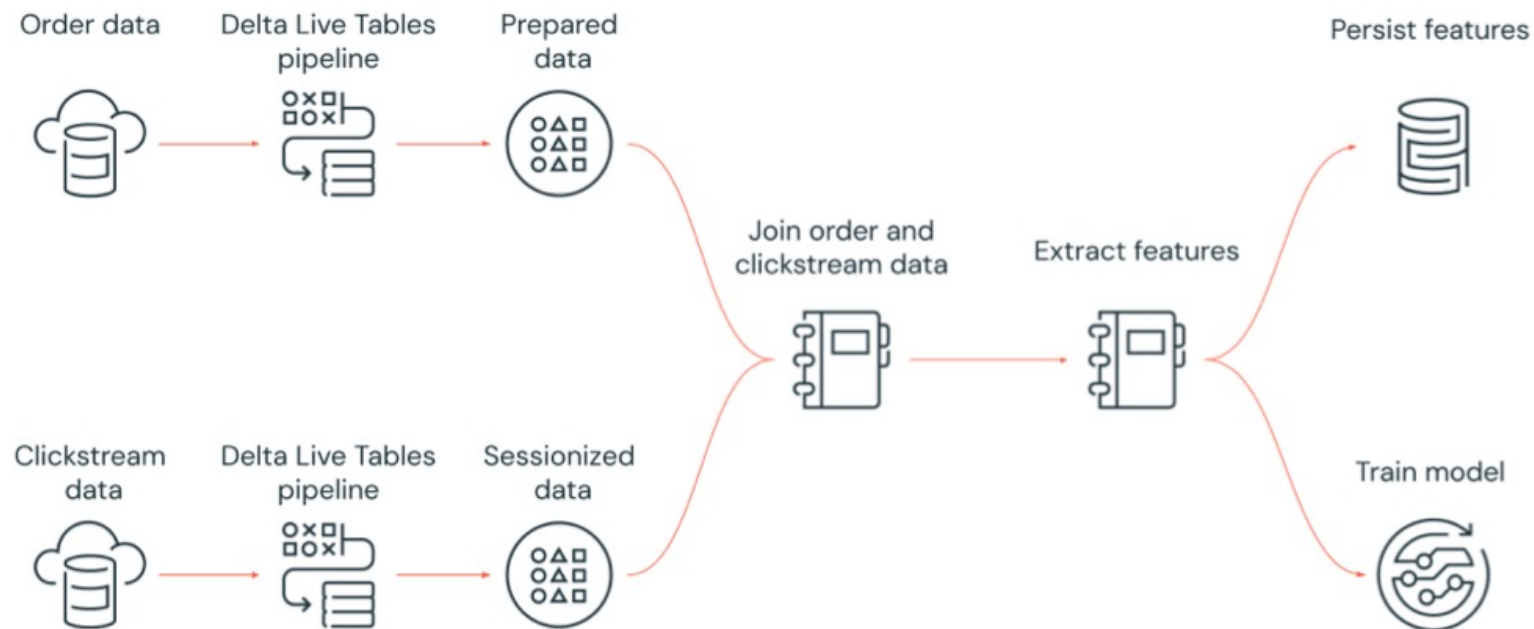 Order data
Delta Live Tables
pipeline
Prepared
data
Persist features
Join order and
clickstream data
Extract features
Clickstream
data
Delta Live Tables
pipeline
Sessionized
data
Train model